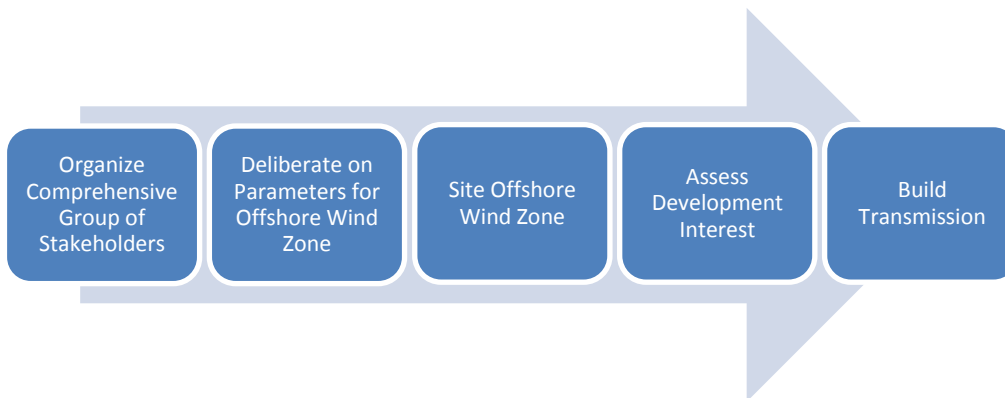 Organize
Comprehensive
Group of
Stakeholders
Deliberate on
Parameters for
Offshore Wind
Zone
Site Offshore
Wind Zone
Assess
Development
Interest
Build
Transmission